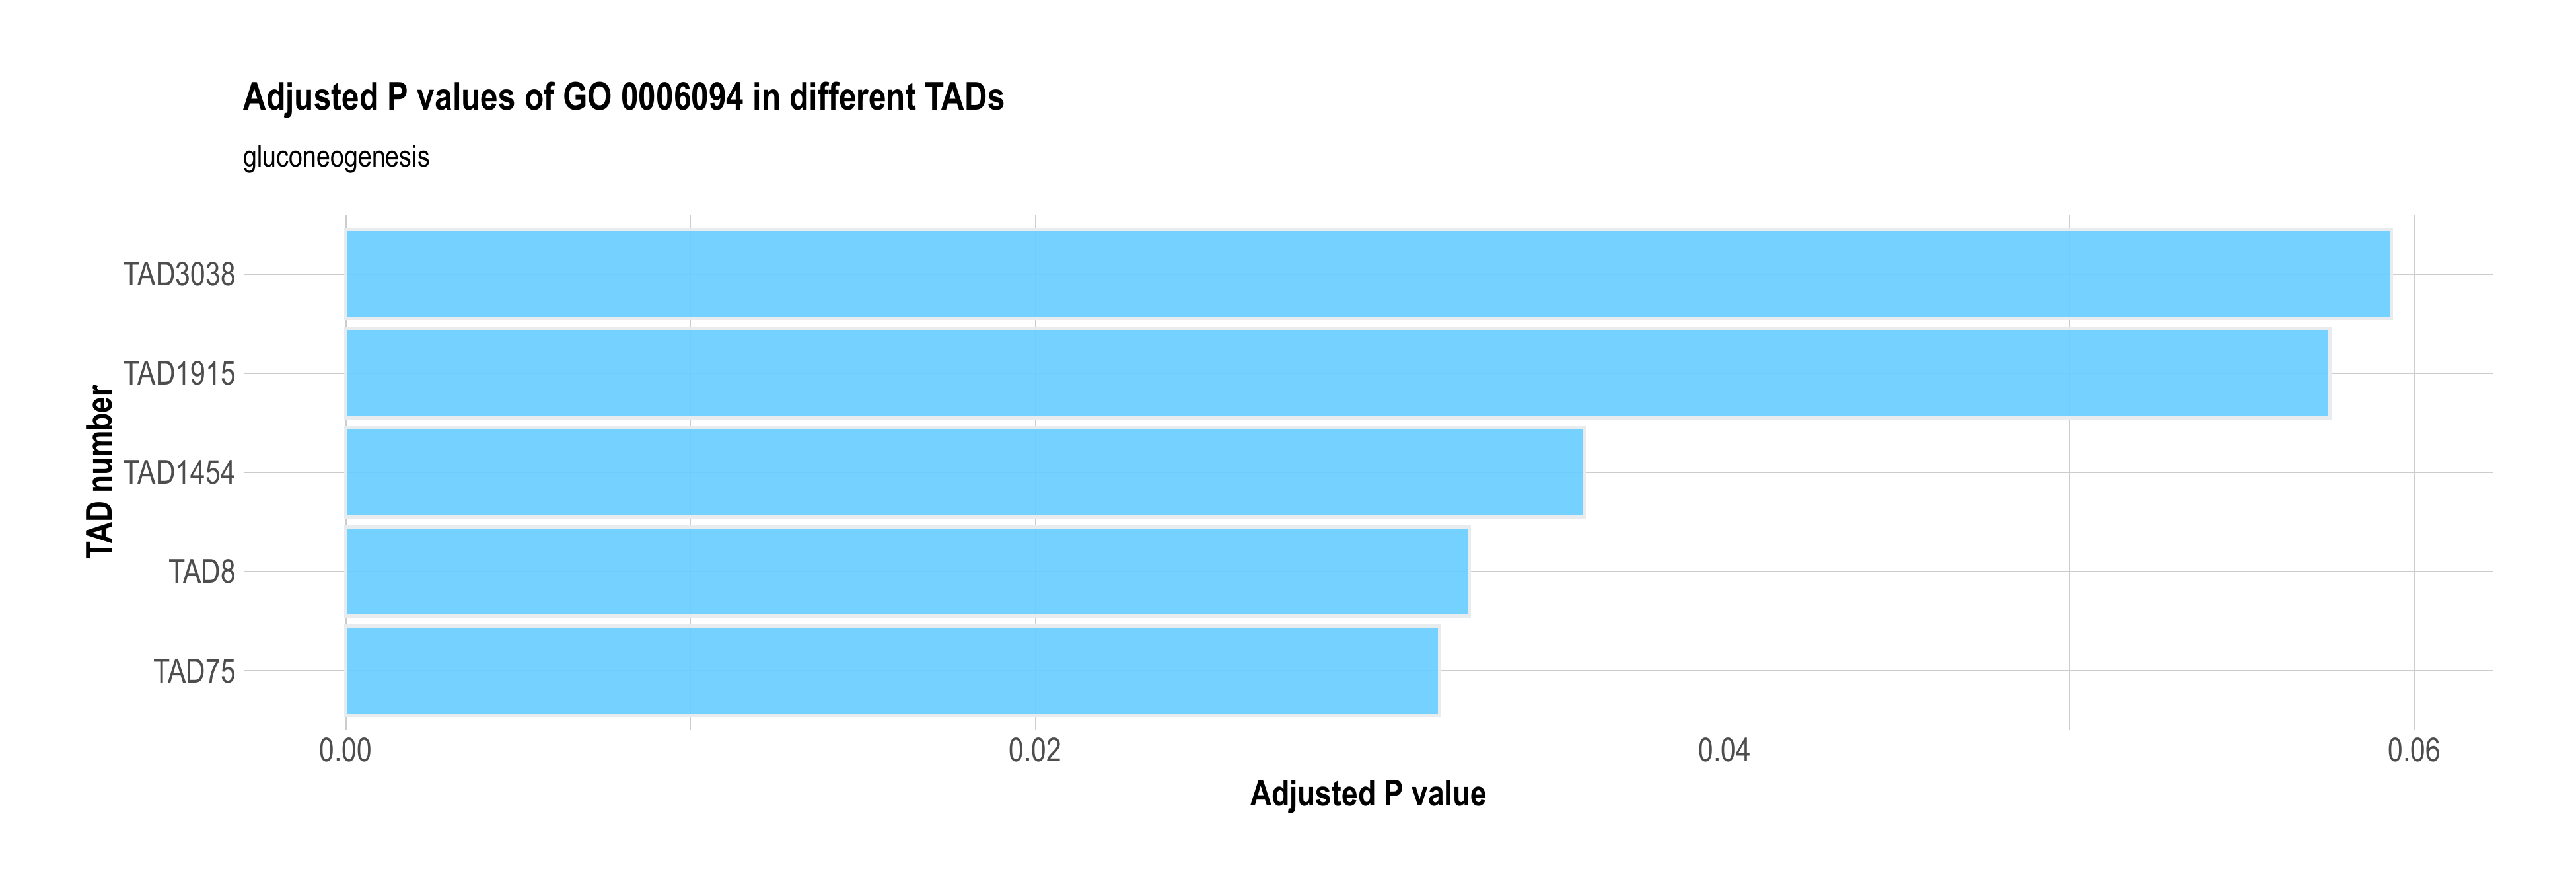 Adjusted P values of GO 0006094 in different TADs
gluconeogenesis
TAD number
TAD3038
TAD1915
TAD1454
TAD8
TAD75
0.00
0.02
0.04
0.06
Adjusted P value